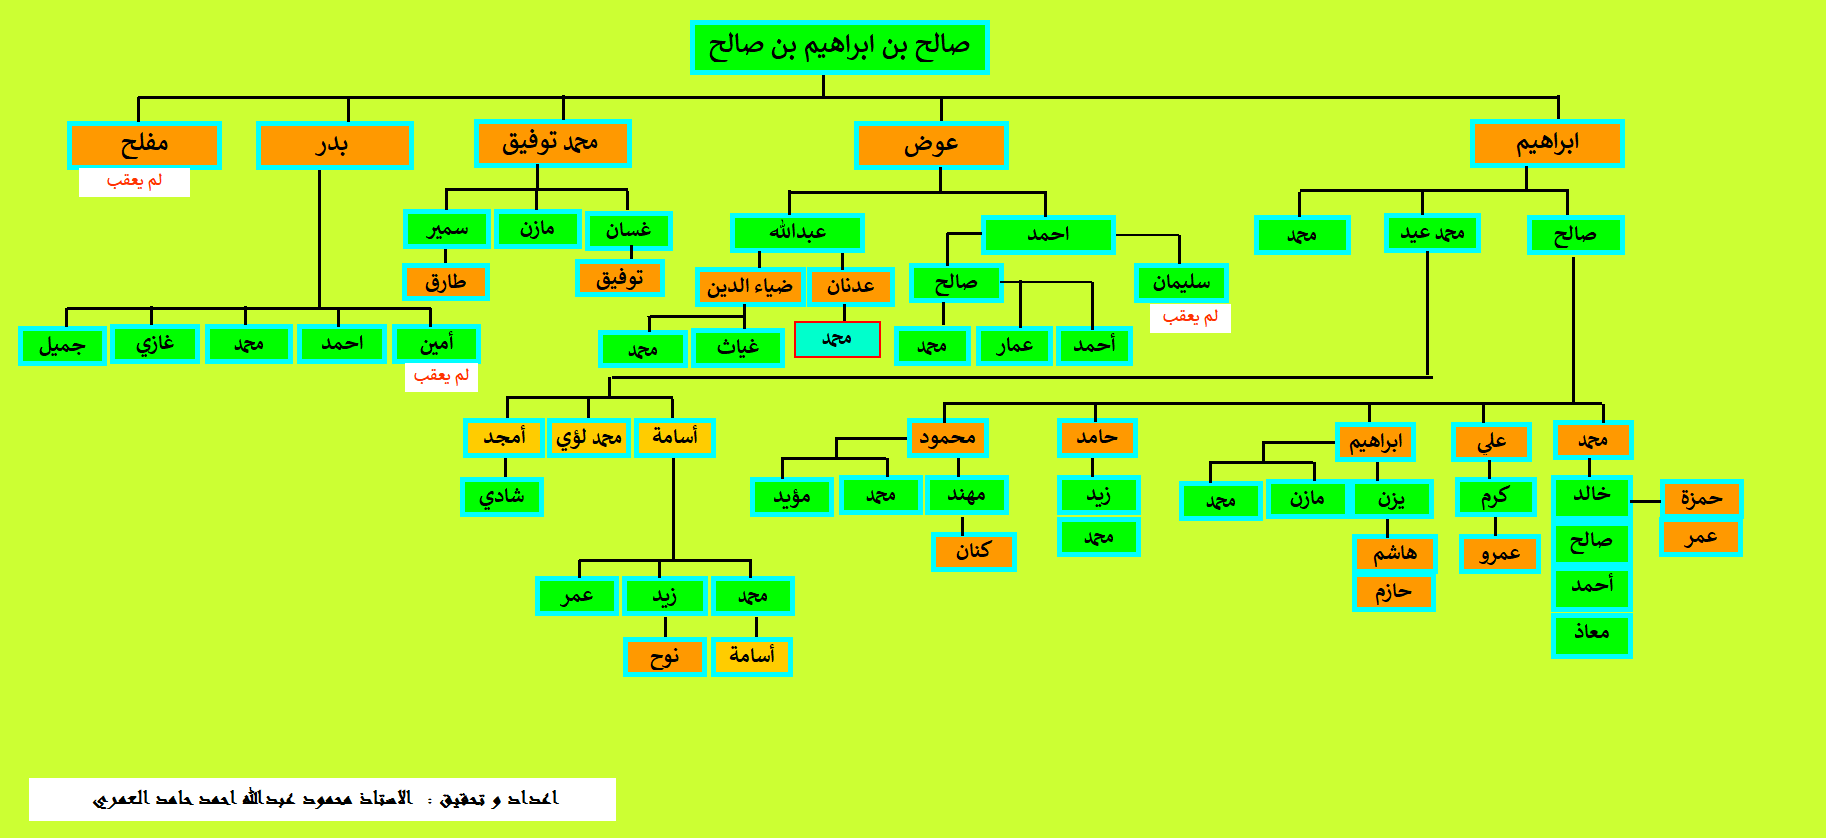 صالح بن ابراهيم بن صالح
ابراهيم
عوض
محمد توفيق
بدر
مفلح
لم يعقب
صالح
محمد عيد
محمد
احمد
عبدالله
غسان
مازن
سمير
سليمان
لم يعقب
صالح
عدنان
ضياء الدين
توفيق
طارق
أحمد
عمار
محمد
محمد
غياث
محمد
أمين
لم يعقب
احمد
محمد
غازي
جميل
محمد
علي
ابراهيم
حامد
محمود
أسامة
محمد لؤي
أمجد
حمزة
عمر
خالد
صالح
أحمد
معاذ
كرم
عمرو
يزن
مازن
محمد
هاشم
حازم
زيد
محمد
مهند
محمد
مؤيد
كنان
شادي
محمد
زيد
عمر
أسامة
نوح
اعداد و تحقيق : الاستاذ محمود عبدالله احمد حامد العمري